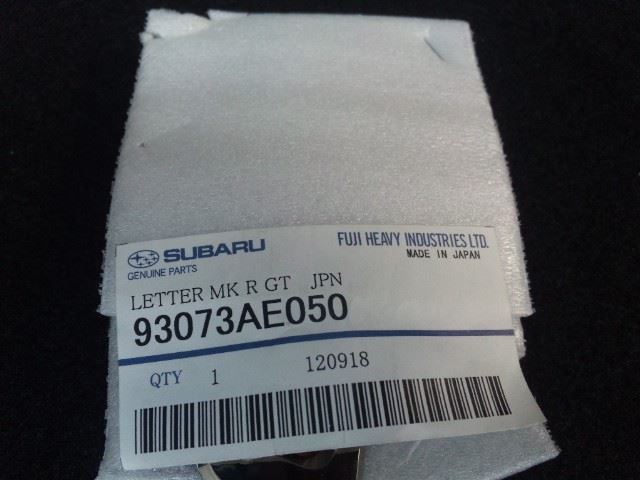 SUBARU
GENUINE PARTS
FUJI HEAVY INDUSTRIES LTD.
MADE IN JAPAN
LETTER MK R GT JPN
93073AE050
QTY 1 120918